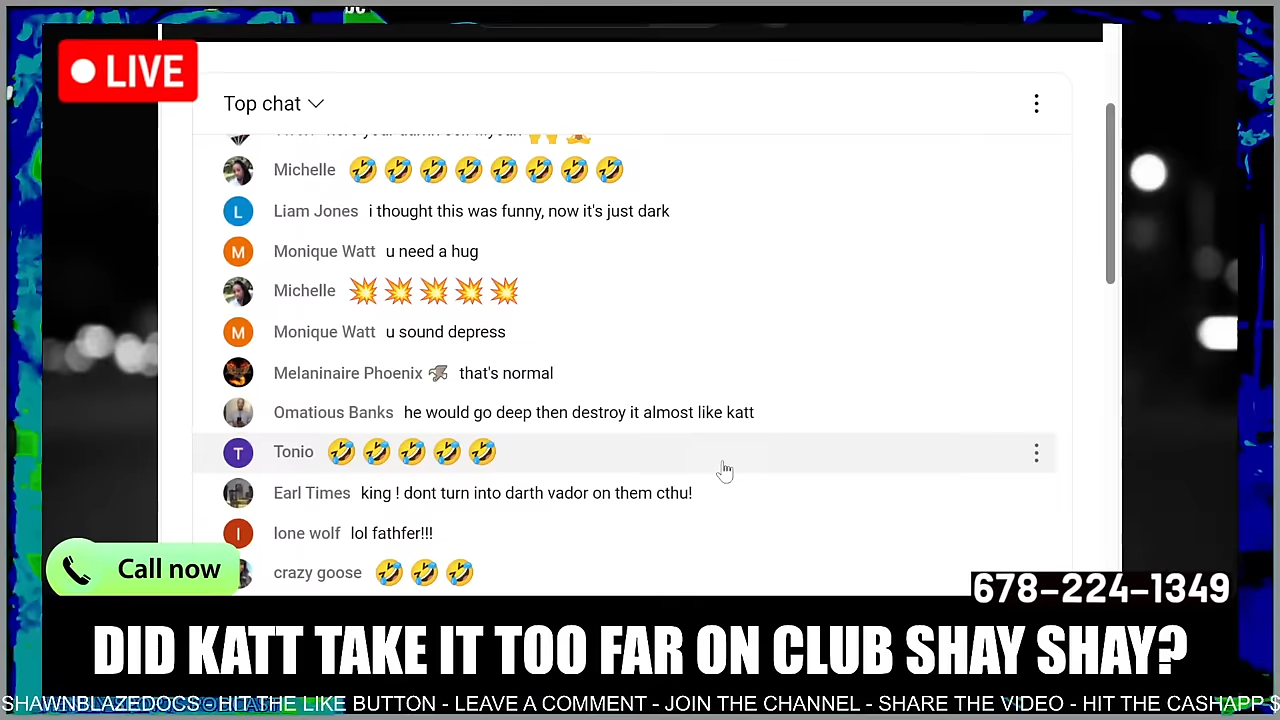 LIVE
Top chat
Michelle
Liam Jones i thought this was funny, now it's just dark
L
Monique Watt u need a hug
M
Michelle
Monique Watt u sound depress
M
Melaninaire Phoenix that's normal
Omatious Banks he would go deep then destroy it almost like katt
Tonio
T
Earl Times king ! dont turn into darth vador on them cthu!
lone wolf lol fathfer!!!
l
crazy goose
Call now
678-224-1349
DID KATT TAKE IT TOO FAR ON CLUB SHAY SHAY?
SHAWNBLAZEDOCS - HIT THE LIKE BUTTON - LEAVE A COMMENT - JOIN THE CHANNEL - SHARE THE VIDEO - HIT THE CASHAPP $